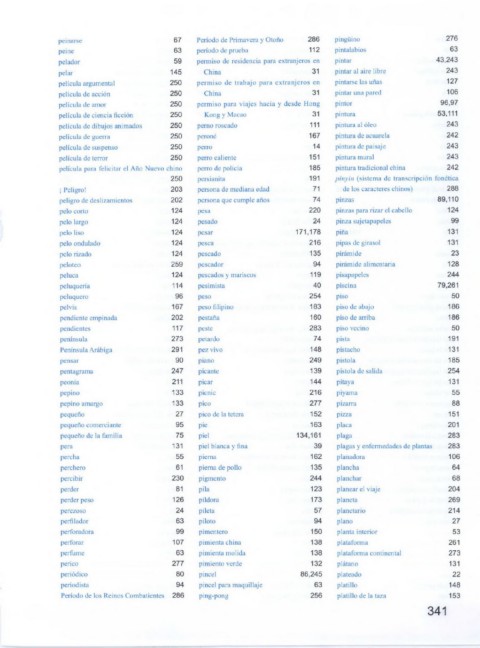 peinarse 67
peine 63
pelador 59
pelar 145
película argumental 250
película de acción 250
película de amor 250
película de ciencia ficción 250
película de dibujos animados 250
película de guerra 250
película de suspenso 250
película de terror 250
película para felicitar el Año Nuevo chino
250
¡ Peligro! 203
peligro de deslizamientos 202
pelo corto 124
pelo largo 124
pelo liso 124
pelo ondulado 124
pelo rizado 124
pelotero 259
peluca 124
peluquería 114
peluquero 96
pelvis 167
pendiente empinada 202
pendientes 117
península 273
Península Arábiga 291
pensar 90
pentagrama 247
peonía 211
pepino 133
pepino amargo 133
pequeño 27
pequeño comerciante 95
pequeño de la familia 75
pera 131
percha 55
perchero 61
percibir 230
perder 81
perder peso 126
perezoso 24
perfilador 63
perforadora 99
perforar 107
perfume 63
perico 277
periódico 80
periodista 94
Período de los Reinos Combatientes 286
Período de Primavera y Otoño 286
período de prueba 112
permiso de residencia para extranjeros en
China 31
permiso de trabajo para extranjeros en
China 31
permiso para viajes hacia y desde Hong
Kong y Macao 31
perno roscado 111
peroné 167
perro 14
perro caliente 151
perro de policía 185
persianita 191
persona de mediana edad 71
persona que cumple años 74
pesa 220
pesado 24
pesar 171,178
pesca 216
pescado 135
pescador 94
pescados y mariscos 119
pesimista 40
peso 254
peso filipino 183
pestaña 160
peste 283
petardo 74
pez vivo 148
piano 249
picante 139
picar 144
picnic 216
pico 277
pico de la tetera 152
pie 163
piel 134,161
piel blanca y fina 39
pierna 162
pierna de pollo 135
pigmento 244
pila 123
píldora 173
pileta 57
piloto 94
pimentero 150
pimienta china 138
pimienta molida 138
pimiento verde 132
pincel 86,245
pincel para maquillaje 63
ping-pong 256
pingüino 276
pintalabios 63
pintar 43,243
pintar al aire libre 243
pintarse las uñas 127
pintar una pared 106
pintor 96,97
pintura 53,111
pintura al óleo 243
pintura de acuarela 242
pintura de paisaje 243
pintura mural 243
pintura tradicional china 242
pinyin (sistema de transcripción fonética
de los caracteres chinos) 288
pinzas 89,110
pinzas para rizar el cabello 124
pinza sujetapapeles 99
piña 131
pipas de girasol 131
pirámide 23
pirámide alimentaria 128
pisapapeles 244
piscina 79,261
piso 50
piso de abajo 186
piso de arriba 186
piso vecino 50
pista 191
pistacho 131
pistola 185
pistola de salida 254
pitaya 131
piyama 55
pizarra 88
pizza 151
placa 201
plaga 283
plagas y enfermedades de plantas 283
planadora 106
plancha 64
planchar 68
planear el viaje 204
planeta 269
planetario 214
plano 27
planta interior 53
plataforma 261
plataforma continental 273
plátano 131
plateado 22
platillo 148
platillo de la taza 153
341